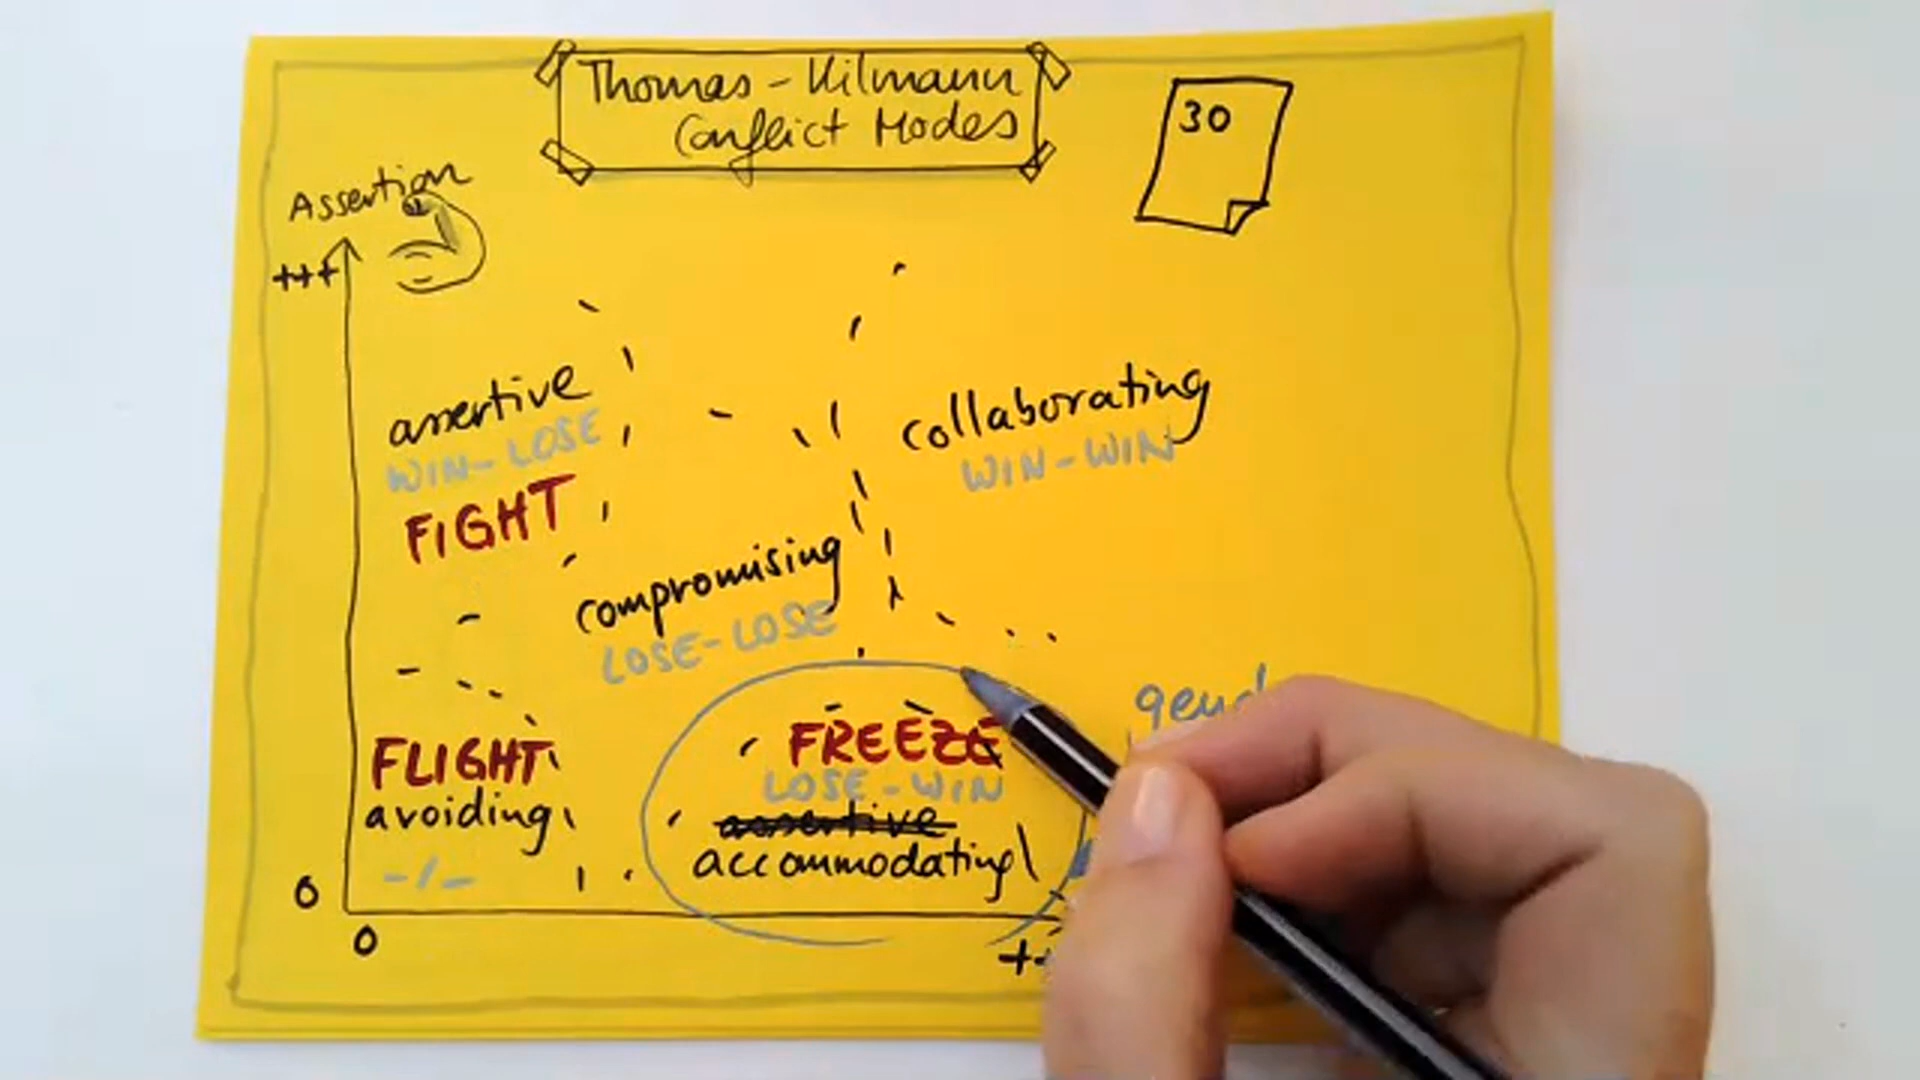 Thomas - Kilmann
Conflict Modes
30
Assertion
+++
assertive
WIN - LOSE
FIGHT
collaborating
WIN - WIN
compromising
LOSE - LOSE
FLIGHT
avoiding
- / -
FREEZE
LOSE - WIN
assertive
accommodating
0
0